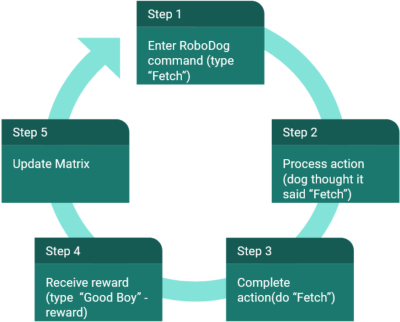 Step 1
Enter RoboDog
command (type
“Fetch”)
Step 2
Process action
(dog thought it
said “Fetch”)
Step 3
Complete
action(do “Fetch”)
Step 4
Receive reward
(type  “Good Boy” -
reward)
Step 5
Update Matrix